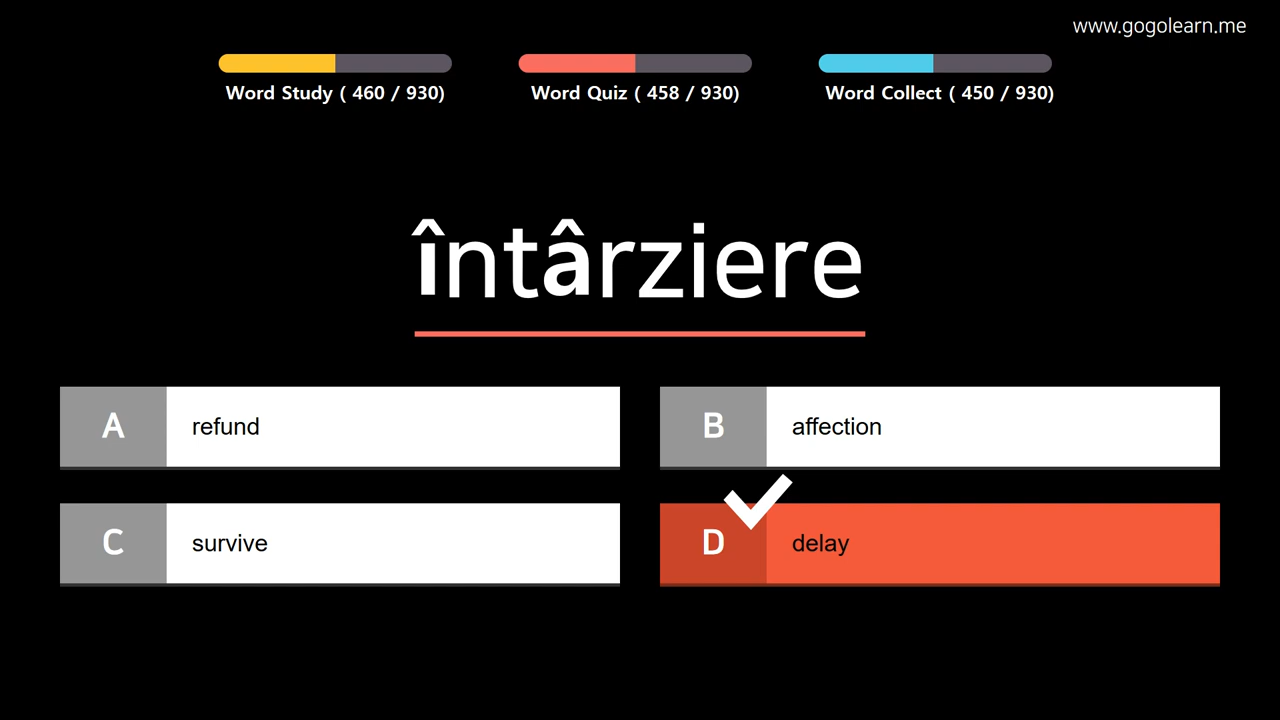 www.gogolearn.me
Word Study ( 460 / 930)
Word Quiz ( 458 / 930)
Word Collect ( 450 / 930)
întârziere
A refund
B affection
C survive
D delay